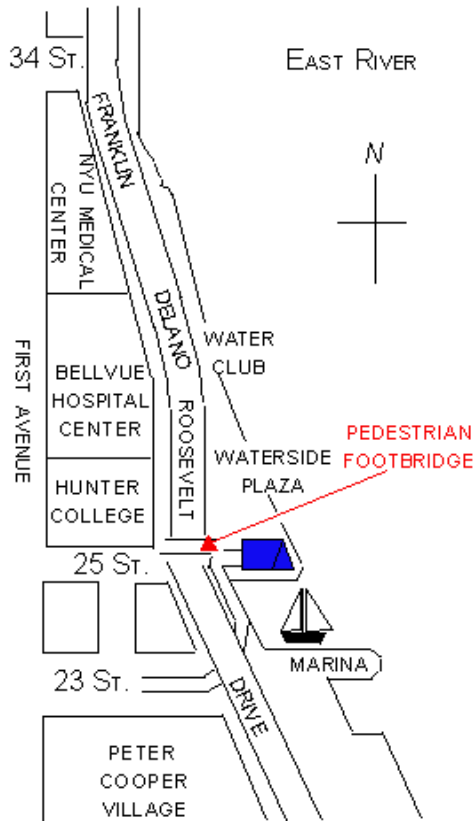 34 ST.
EAST RIVER
FRANKLIN
N
NYU MEDICAL
CENTER
DELANO
WATER
CLUB
FIRST AVENUE
BELLVUE
HOSPITAL
CENTER
ROOSEVELT
PEDESTRIAN
FOOTBRIDGE
WATERSIDE
PLAZA
HUNTER
COLLEGE
25 ST.
MARINA
23 ST.
DRIVE
PETER
COOPER
VILLAGE